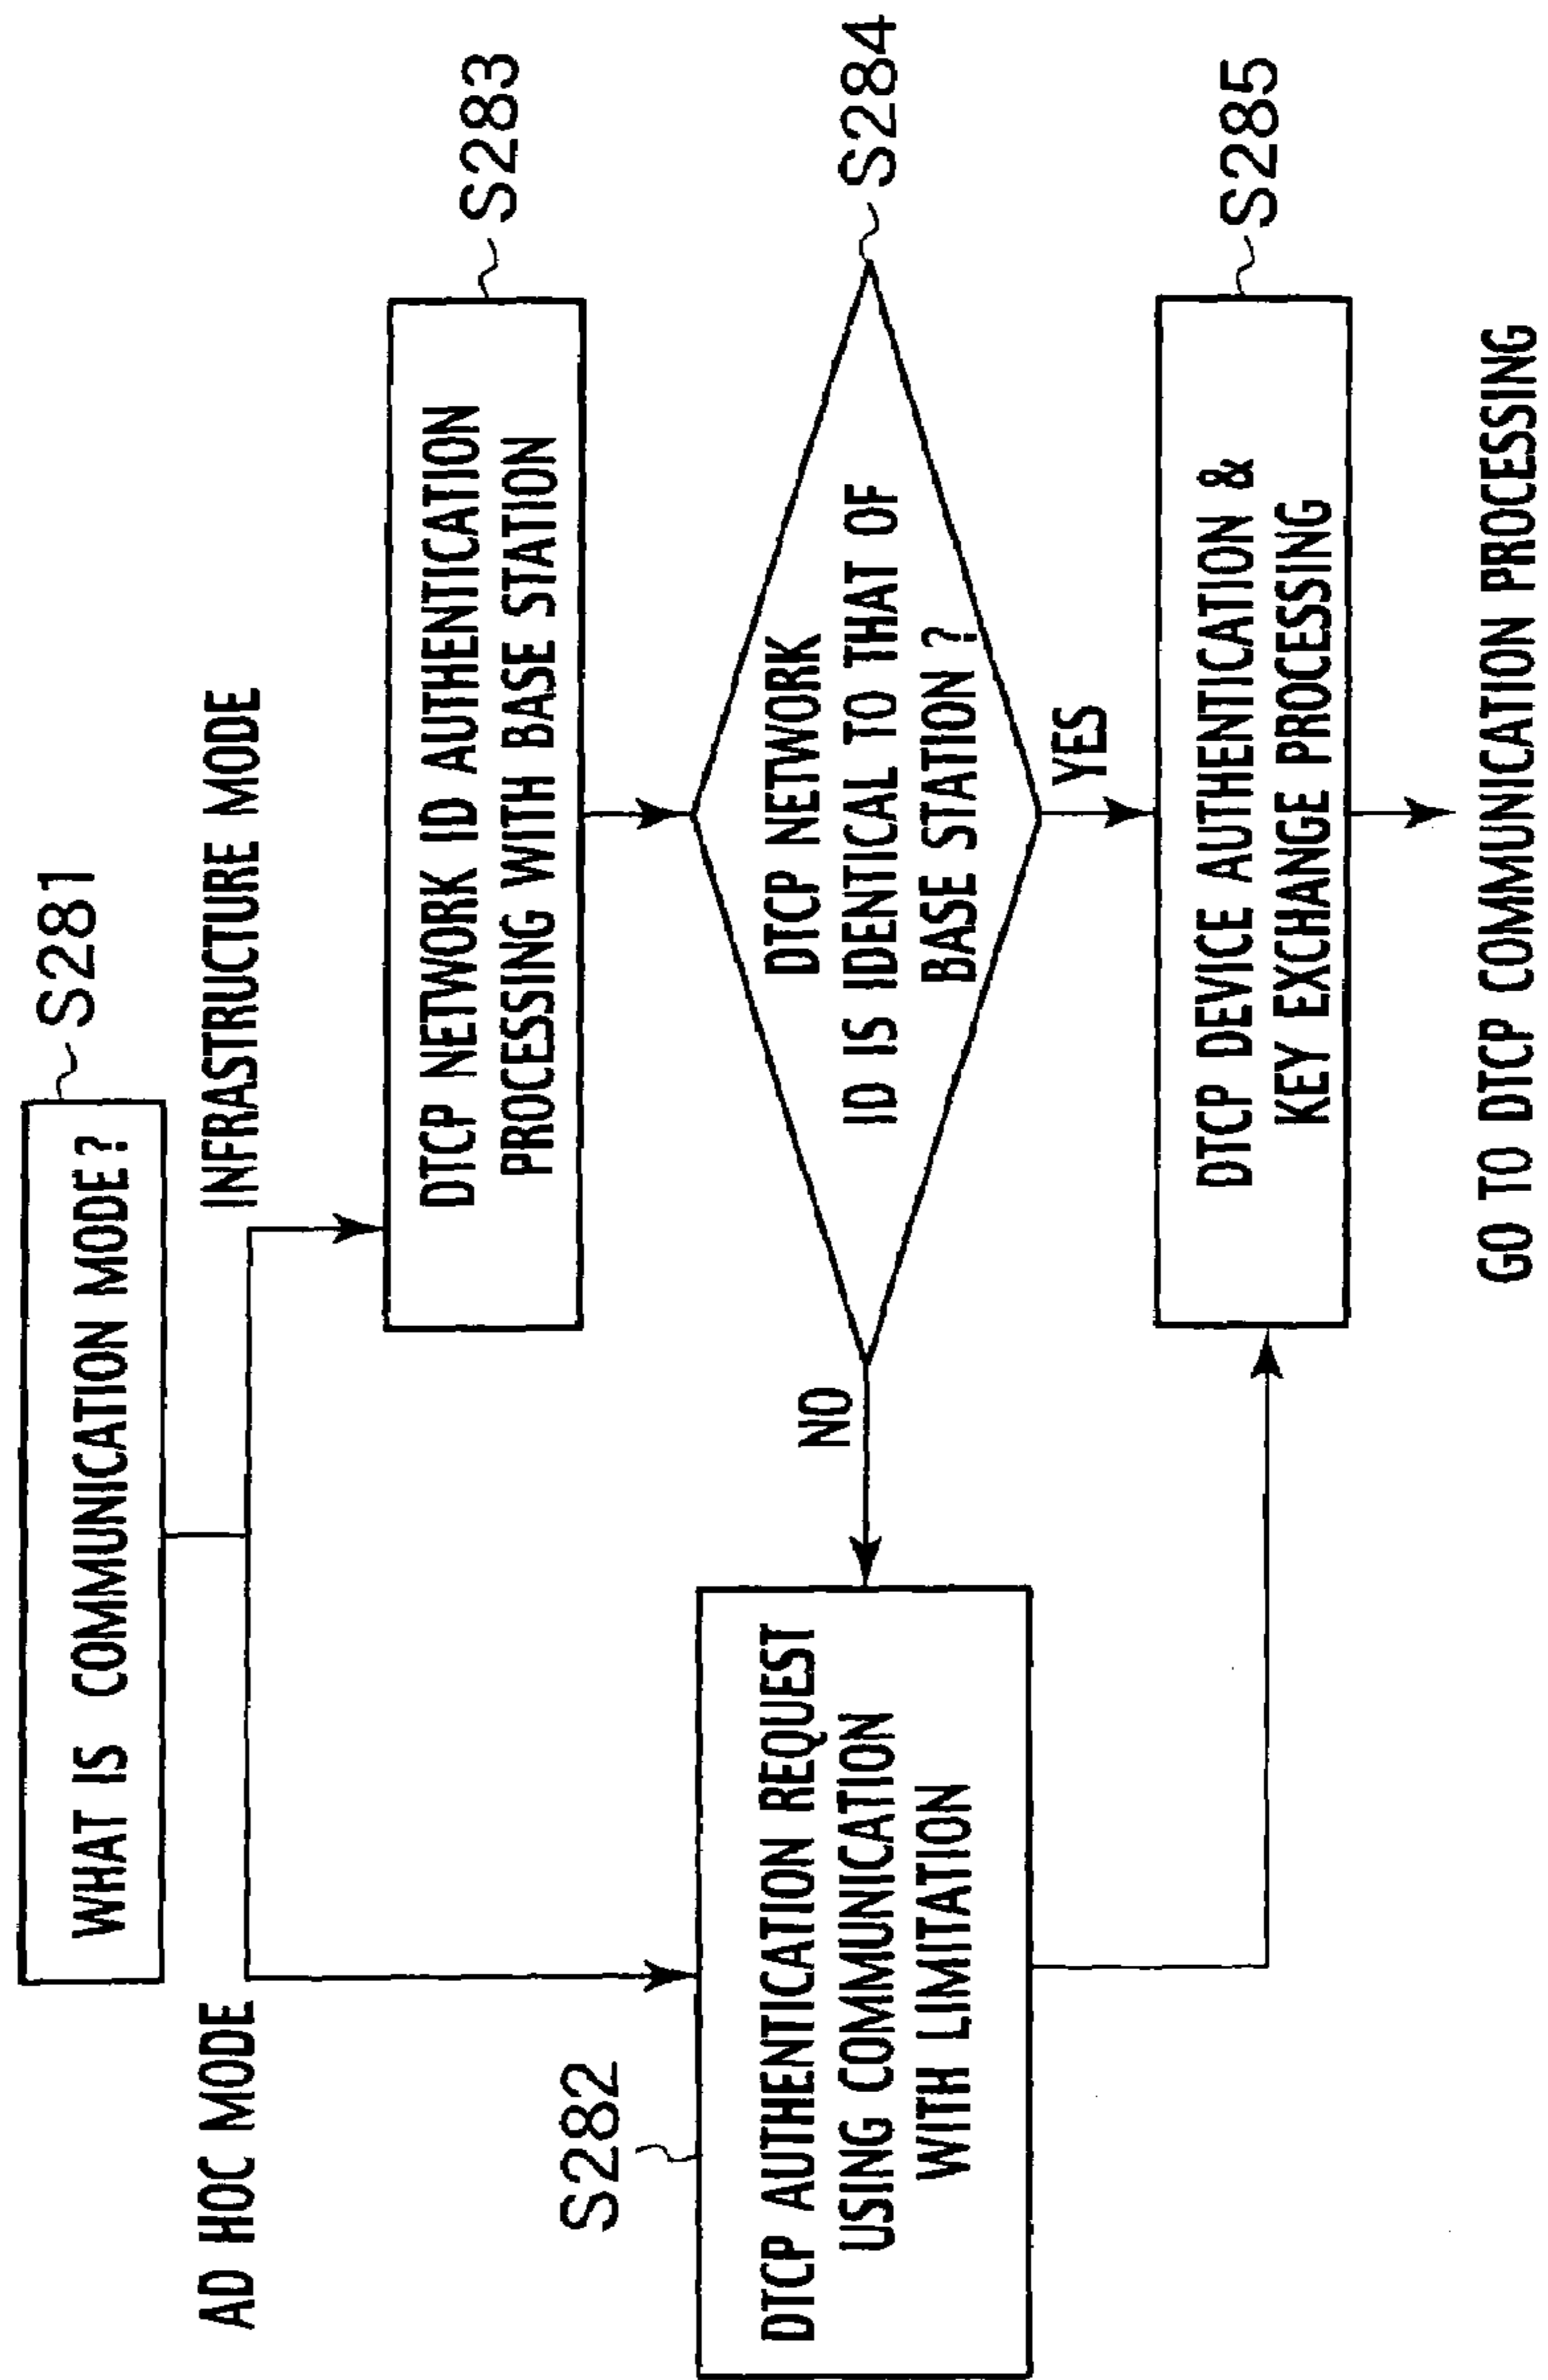 S281
WHAT IS COMMUNICATION MODE?
AD HOC MODE
INFRASTRUCTURE MODE
S283
DTCP NETWORK ID AUTHENTICATION
PROCESSING WITH BASE STATION
S282
DTCP AUTHENTICATION REQUEST
USING COMMUNICATION
WITH LIMITATION
S284
DTCP NETWORK
ID IS IDENTICAL TO THAT OF
BASE STATION?
NO
YES
S285
DTCP DEVICE AUTHENTICATION &
KEY EXCHANGE PROCESSING
GO TO DTCP COMMUNICATION PROCESSING